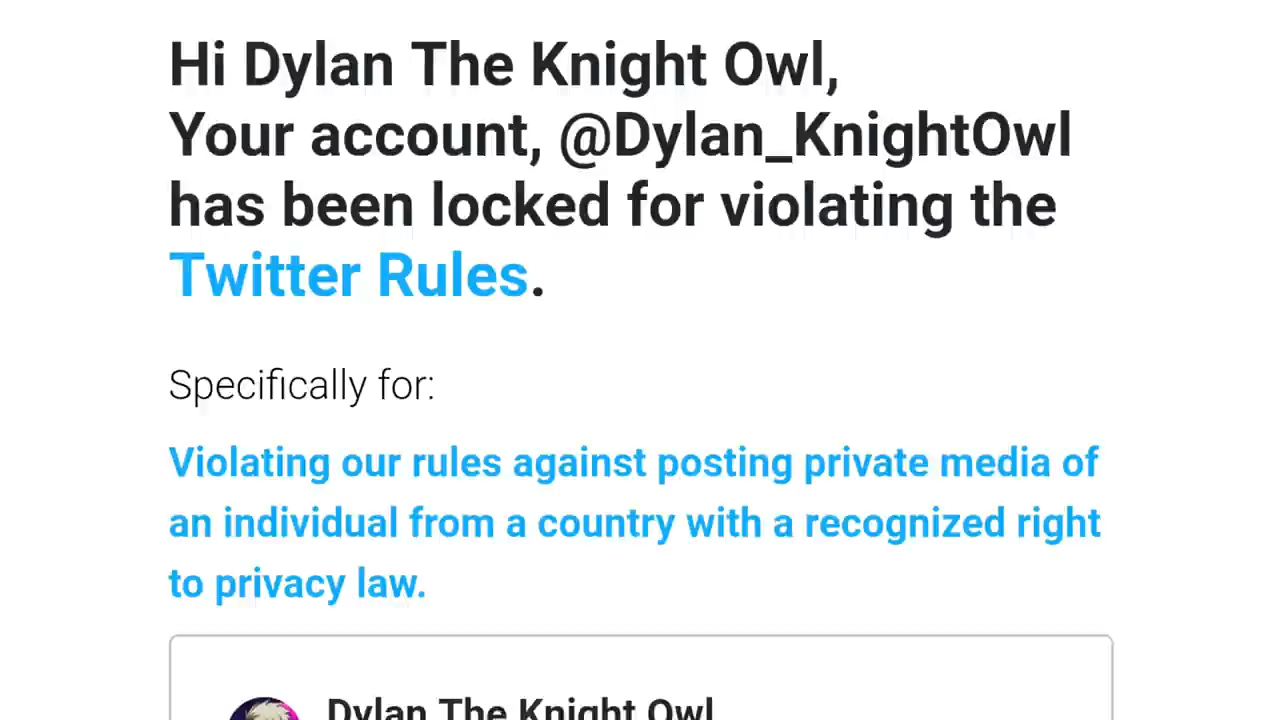 Hi Dylan The Knight Owl,
Your account, @Dylan_KnightOwl
has been locked for violating the
Twitter Rules.
Specifically for:
Violating our rules against posting private media of
an individual from a country with a recognized right
to privacy law.
Dylan The Knight Owl